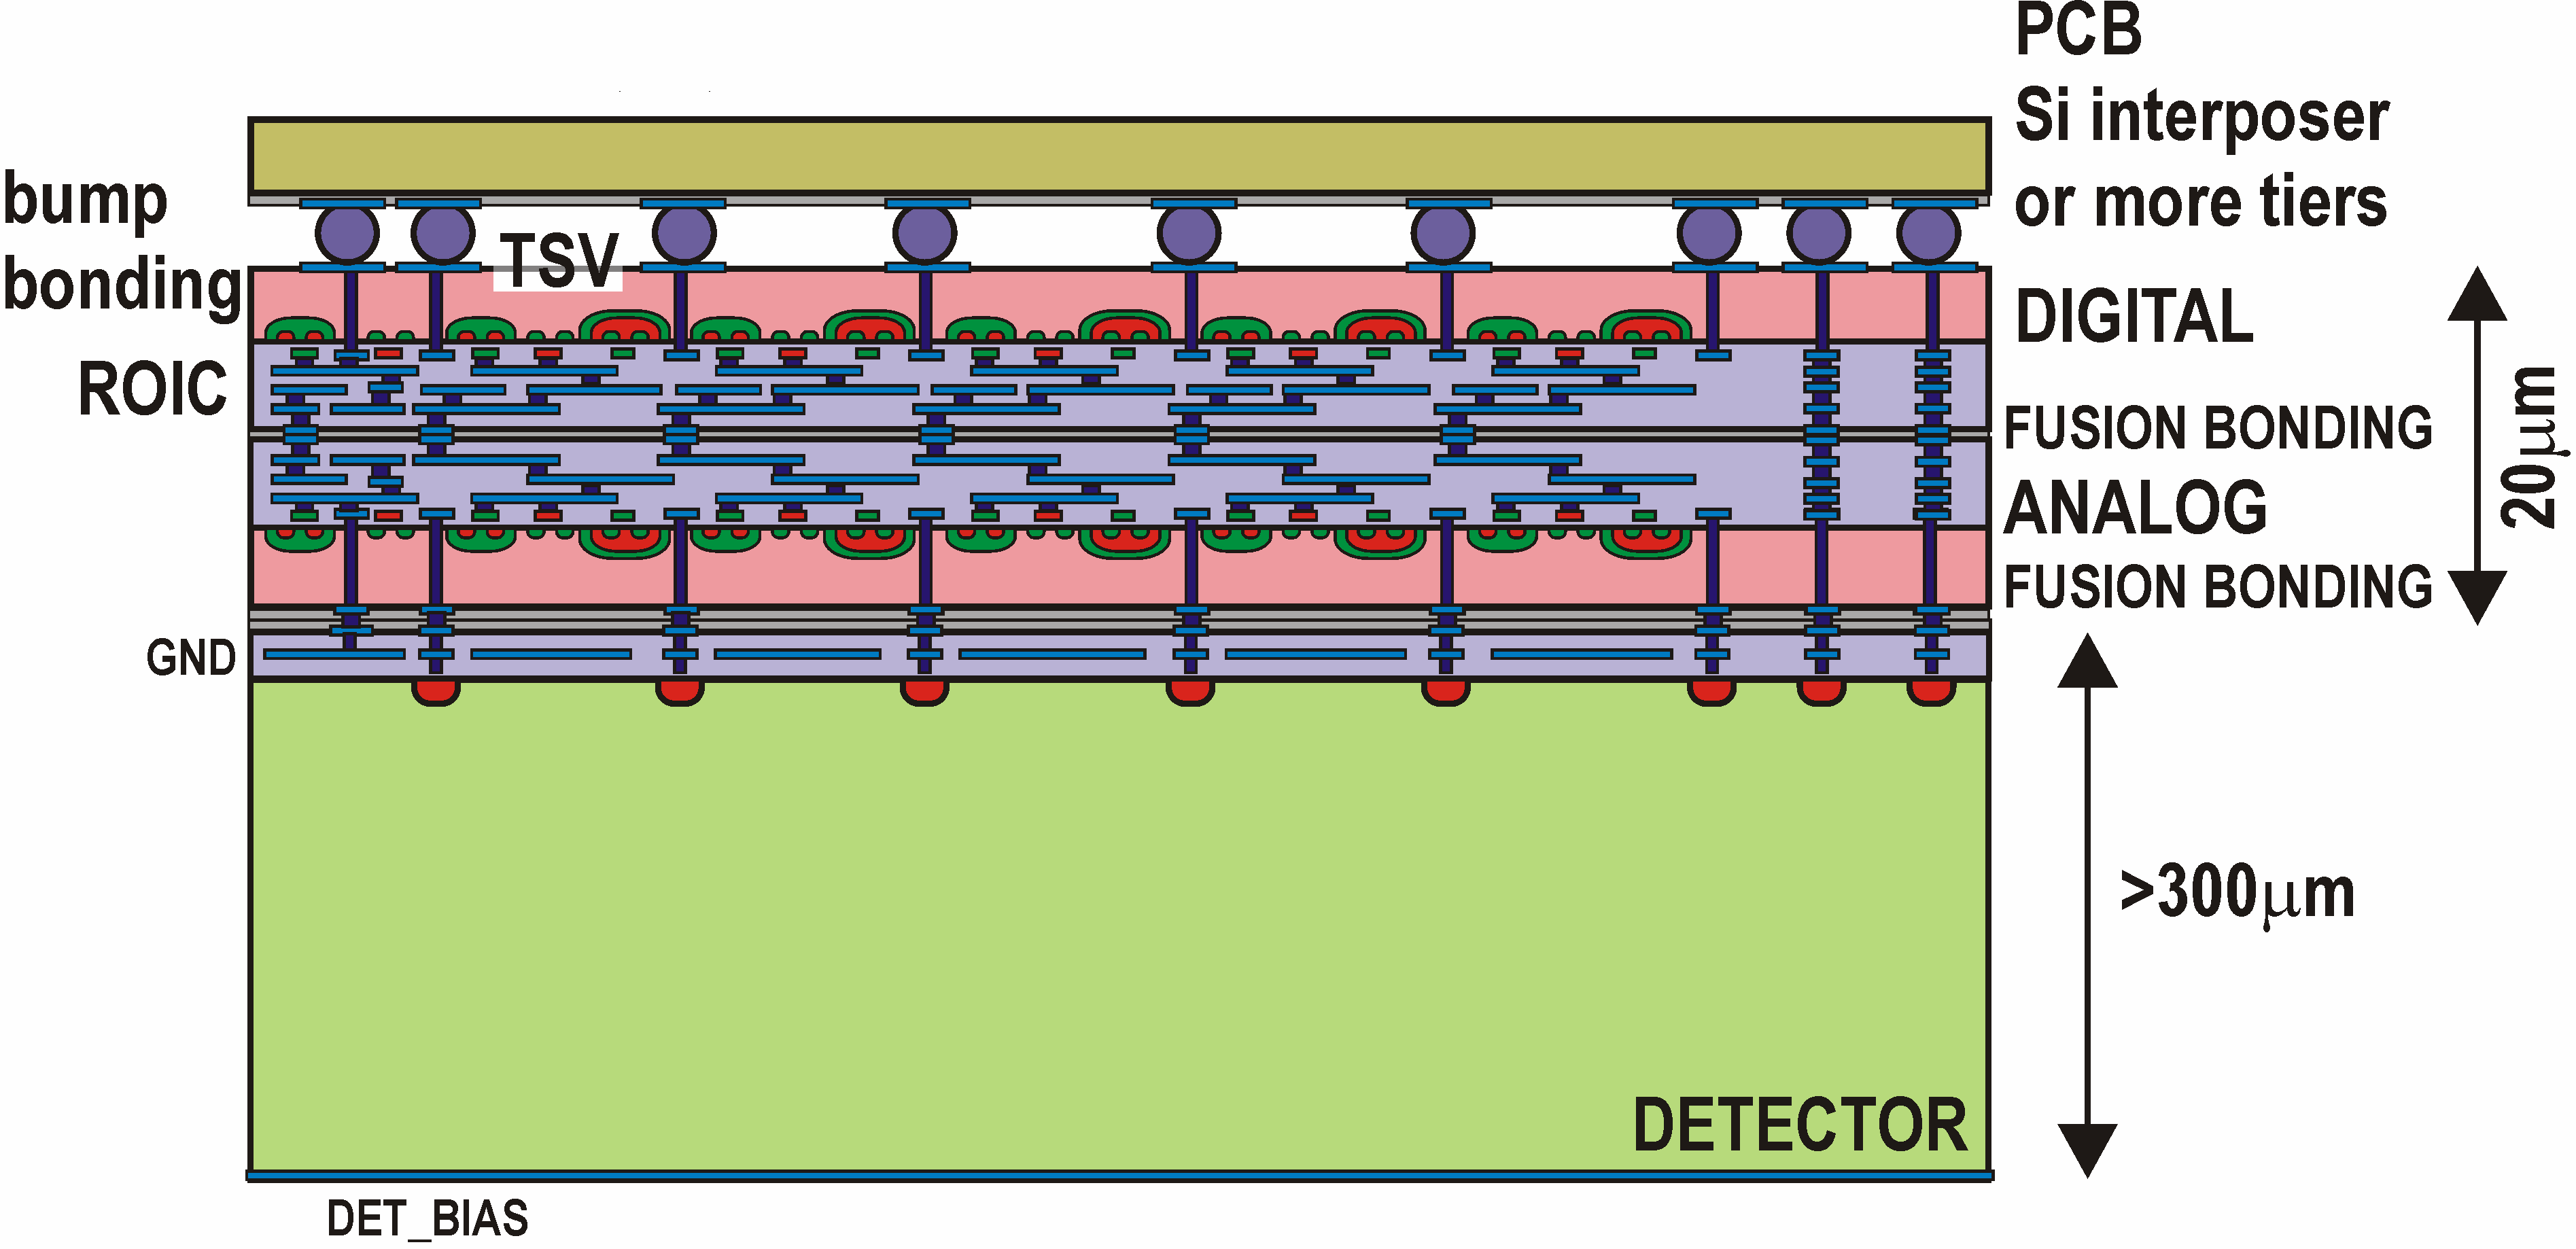 PCB
Si interposer
or more tiers
bump
bonding
TSV
DIGITAL
ROIC
FUSION BONDING
ANALOG
20μm
FUSION BONDING
GND
>300μm
DETECTOR
DET_BIAS